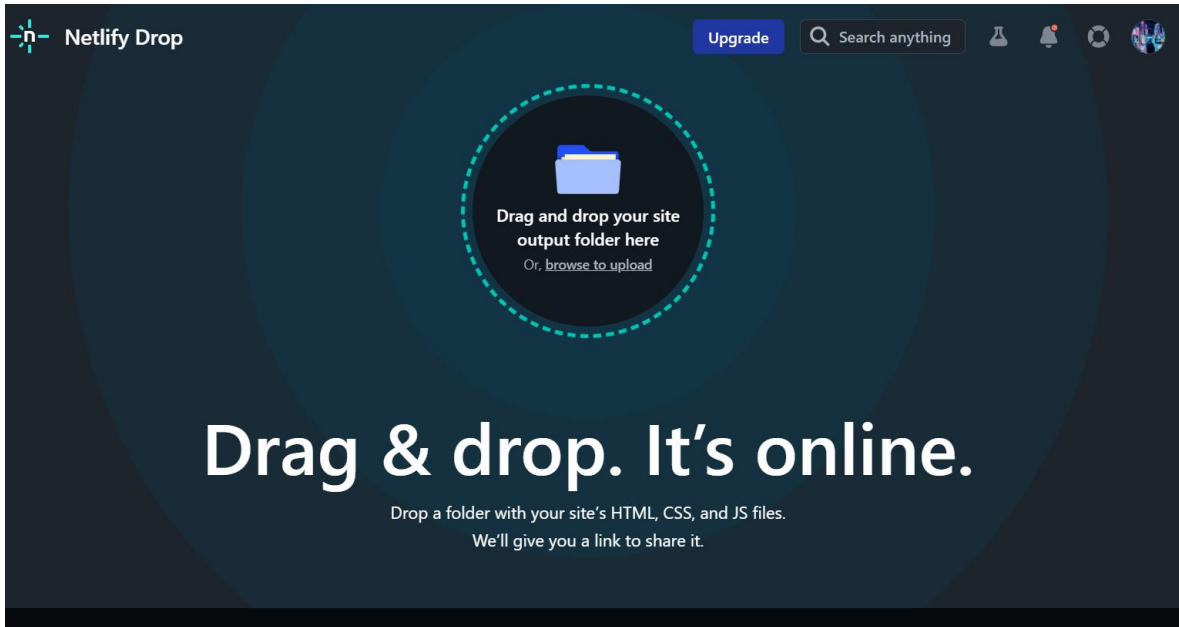 Netlify Drop
Upgrade
Search anything
Drag and drop your site
output folder here
Or, browse to upload
Drag & drop. It’s online.
Drop a folder with your site’s HTML, CSS, and JS files.
We’ll give you a link to share it.